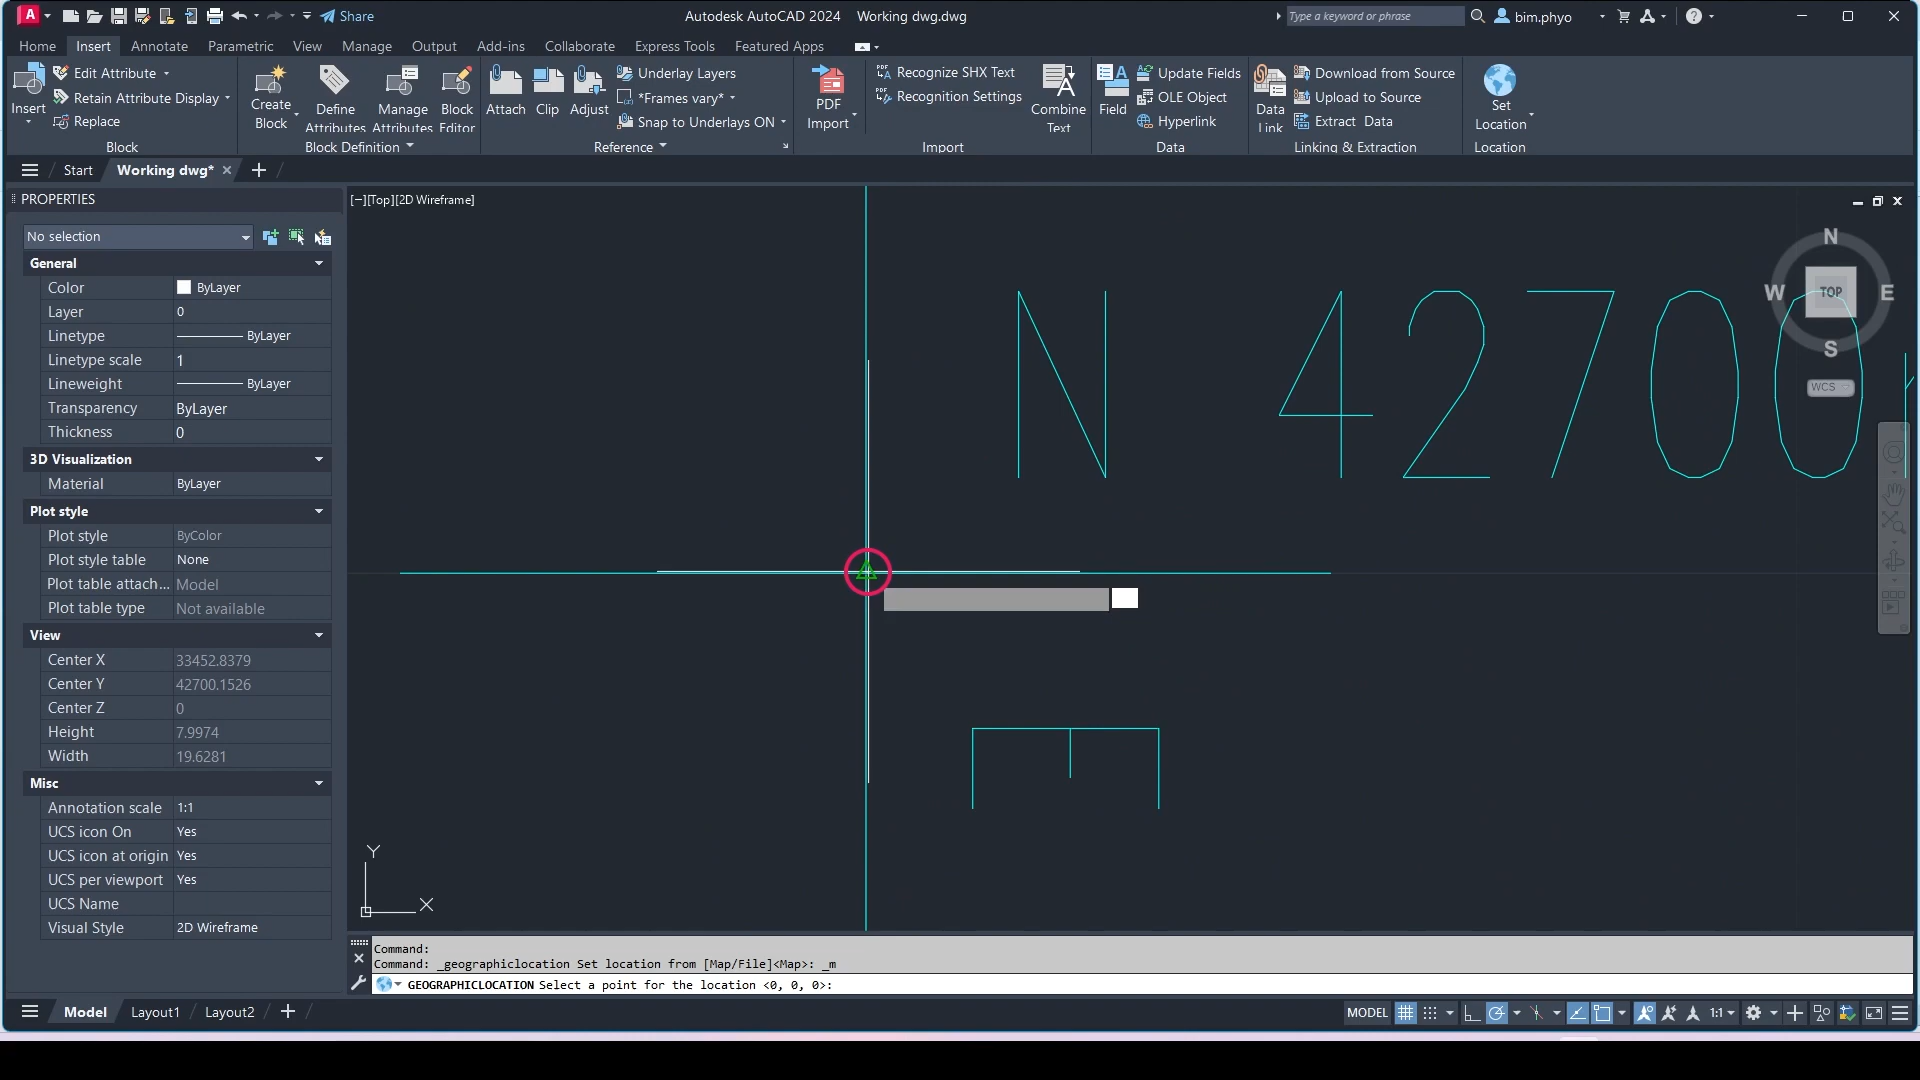 A Share Autodesk AutoCAD 2024 Working dwg.dwg Type a keyword or phrase bim.phyo
Home Insert Annotate Parametric View Manage Output Add-ins Collaborate Express Tools Featured Apps
Insert
Edit Attribute
Retain Attribute Display
Replace
Block
Create Block
Define Attributes
Manage Attributes
Block Editor
Block Definition
Attach
Clip
Adjust
Underlay Layers
*Frames vary*
Snap to Underlays ON
Reference
PDF Import
Recognize SHX Text
Recognition Settings
Combine Text
Import
Field
Update Fields
OLE Object
Hyperlink
Data
Data Link
Download from Source
Upload to Source
Extract Data
Linking & Extraction
Set Location
Location
Start Working dwg*
PROPERTIES
No selection
General
Color ByLayer
Layer 0
Linetype ByLayer
Linetype scale 1
Lineweight ByLayer
Transparency ByLayer
Thickness 0
3D Visualization
Material ByLayer
Plot style
Plot style ByColor
Plot style table None
Plot table attach... Model
Plot table type Not available
View
Center X 33452.8379
Center Y 42700.1526
Center Z 0
Height 7.9974
Width 19.6281
Misc
Annotation scale 1:1
UCS icon On Yes
UCS icon at origin Yes
UCS per viewport Yes
UCS Name
Visual Style 2D Wireframe
[−][Top][2D Wireframe]
N 42700
E
N
W TOP E
S
WCS
Y
X
Command:
Command: _geographiclocation Set location from [Map/File]<Map>: _m
GEOGRAPHICLOCATION Select a point for the location <0, 0, 0>:
Model Layout1 Layout2 MODEL 1:1